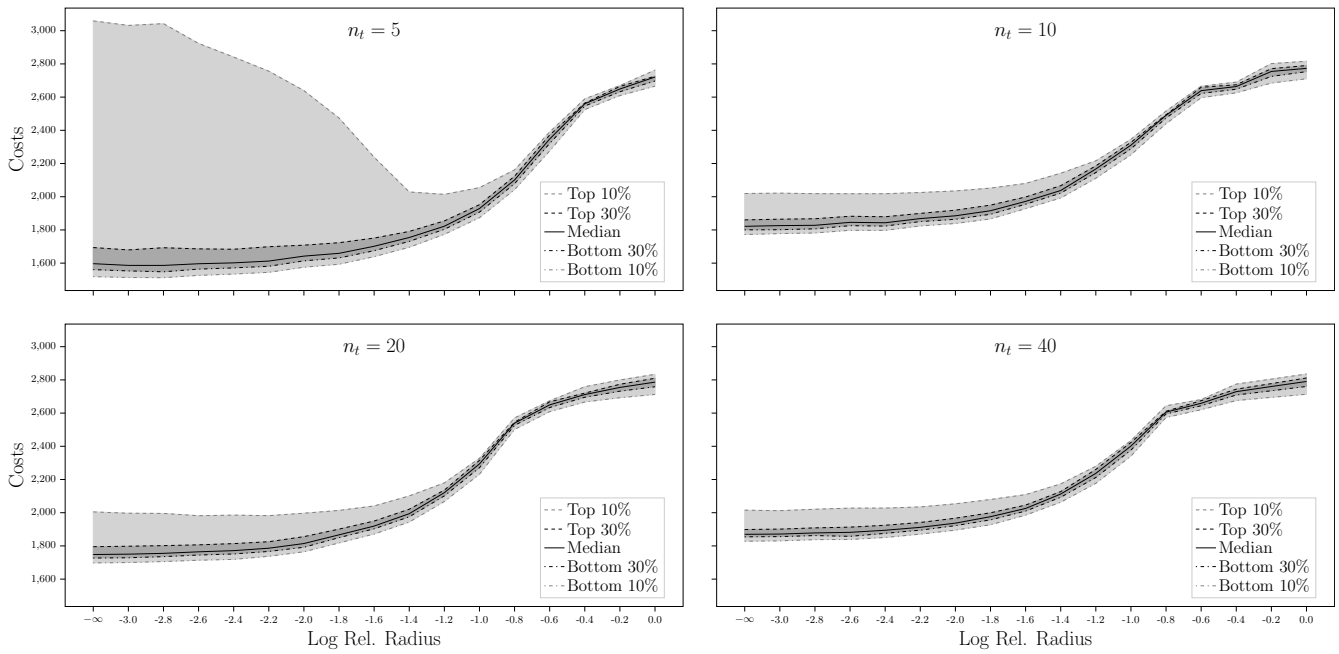 n_t = 5
3,000
2,800
2,600
2,400
2,200
2,000
1,800
1,600
Costs
Top 10%
Top 30%
Median
Bottom 30%
Bottom 10%
n_t = 10
Top 10%
Top 30%
Median
Bottom 30%
Bottom 10%
n_t = 20
3,000
2,800
2,600
2,400
2,200
2,000
1,800
1,600
Costs
Top 10%
Top 30%
Median
Bottom 30%
Bottom 10%
−∞ -3.0 -2.8 -2.6 -2.4 -2.2 -2.0 -1.8 -1.6 -1.4 -1.2 -1.0 -0.8 -0.6 -0.4 -0.2 0.0
Log Rel. Radius
n_t = 40
Top 10%
Top 30%
Median
Bottom 30%
Bottom 10%
−∞ -3.0 -2.8 -2.6 -2.4 -2.2 -2.0 -1.8 -1.6 -1.4 -1.2 -1.0 -0.8 -0.6 -0.4 -0.2 0.0
Log Rel. Radius